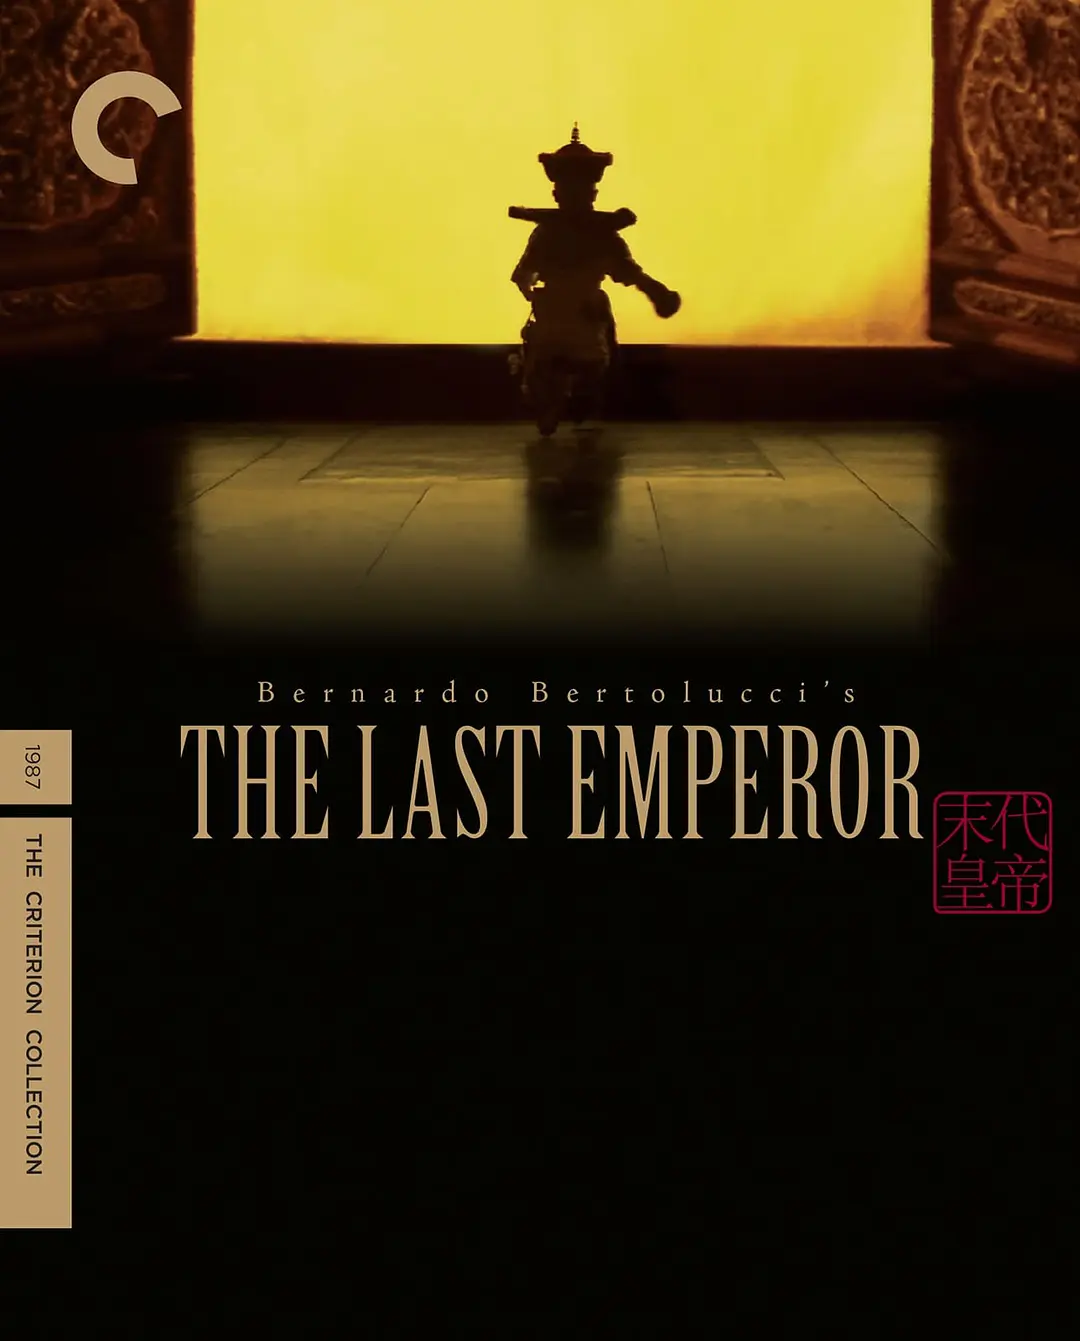 Bernardo Bertolucci’s
THE LAST EMPEROR
末代
皇帝
1987
THE CRITERION COLLECTION